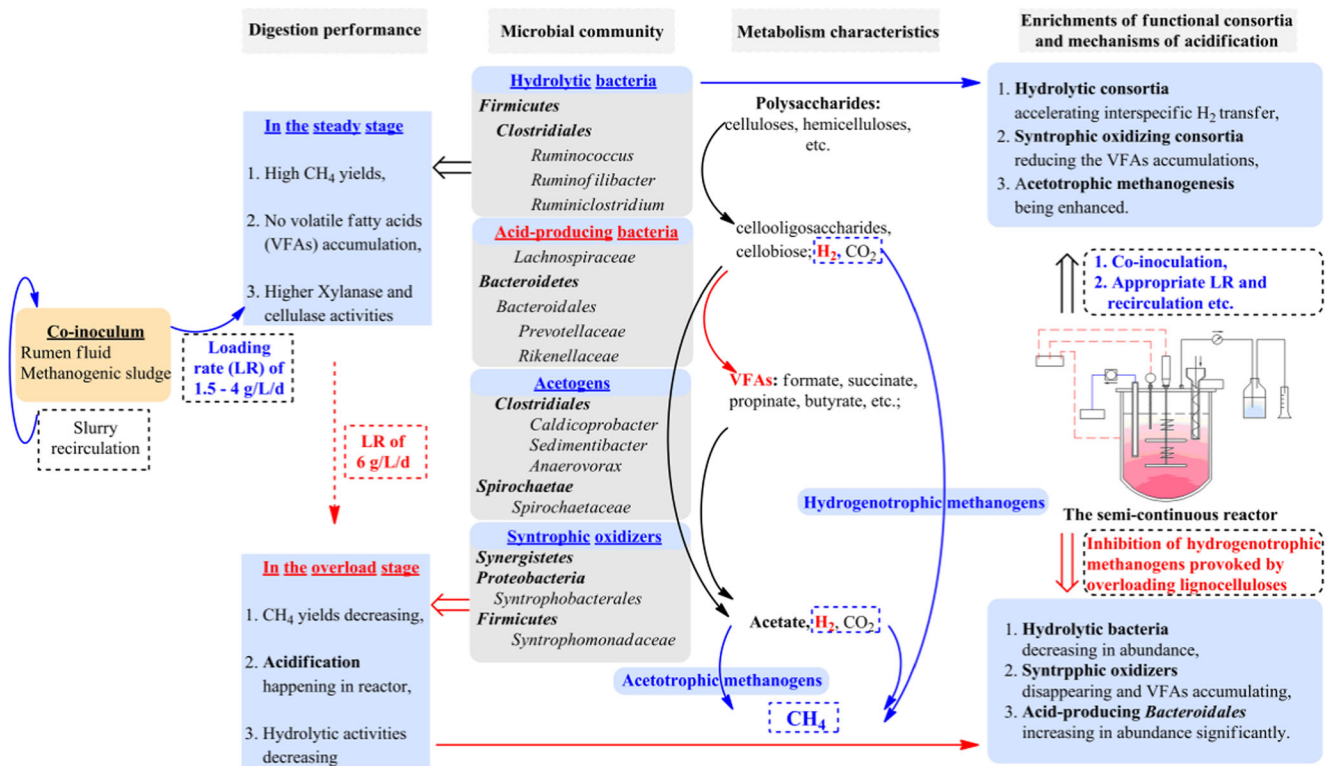 Digestion performance
Microbial community
Metabolism characteristics
Enrichments of functional consortia
and mechanisms of acidification
Co-inoculum
Rumen fluid
Methanogenic sludge
Slurry
recirculation
Loading
rate (LR) of
1.5 - 4 g/L/d
In the steady stage
1. High CH4 yields,
2. No volatile fatty acids
(VFAs) accumulation,
3. Higher Xylanase and
cellulase activities
LR of
6 g/L/d
In the overload stage
1. CH4 yields decreasing,
2. Acidification
happening in reactor,
3. Hydrolytic activities
decreasing
Hydrolytic bacteria
Firmicutes
Clostridiales
Ruminococcus
Ruminofilibacter
Ruminiclostridium
Acid-producing bacteria
Lachnospiraceae
Bacteroidetes
Bacteroidales
Prevotellaceae
Rikenellaceae
Acetogens
Clostridiales
Caldicoprobacter
Sedimentibacter
Anaerovorax
Spirochaetae
Spirochaetaceae
Syntrophic oxidizers
Synergistetes
Proteobacteria
Syntrophobacterales
Firmicutes
Syntrophomonadaceae
Polysaccharides:
celluloses, hemicelluloses,
etc.
cellooligosaccharides,
cellobiose; H2, CO2
VFAs: formate, succinate,
propinate, butyrate, etc.;
Hydrogenotrophic methanogens
Acetate, H2, CO2
Acetotrophic methanogens
CH4
1. Hydrolytic consortia
accelerating interspecific H2 transfer,
2. Syntrophic oxidizing consortia
reducing the VFAs accumulations,
3. Acetotrophic methanogenesis
being enhanced.
1. Co-inoculation,
2. Appropriate LR and
recirculation etc.
The semi-continuous reactor
Inhibition of hydrogenotrophic
methanogens provoked by
overloading lignocelluloses
1. Hydrolytic bacteria
decreasing in abundance,
2. Syntrpphic oxidizers
disappearing and VFAs accumulating,
3. Acid-producing Bacteroidales
increasing in abundance significantly.